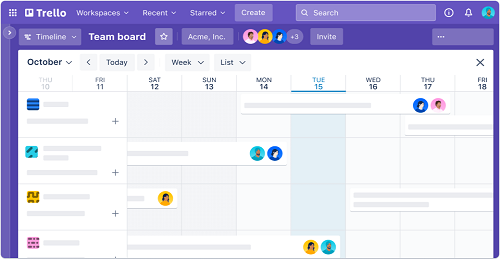 Trello Workspaces Recent Starred Create Search
Timeline Team board Acme, Inc. +3 Invite
October Today Week List
THU FRI SAT SUN MON TUE WED THU FRI
10 11 12 13 14 15 16 17 18